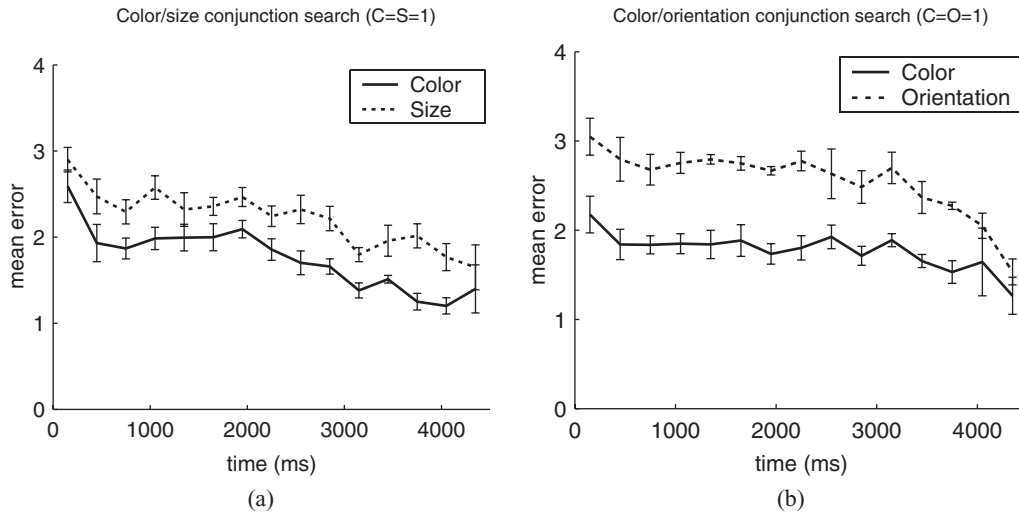 Color/size conjunction search (C=S=1)
4
3
2
1
0
mean error
Color
Size
0
1000
2000
3000
4000
time (ms)
(a)
Color/orientation conjunction search (C=O=1)
4
3
2
1
0
mean error
Color
Orientation
0
1000
2000
3000
4000
time (ms)
(b)